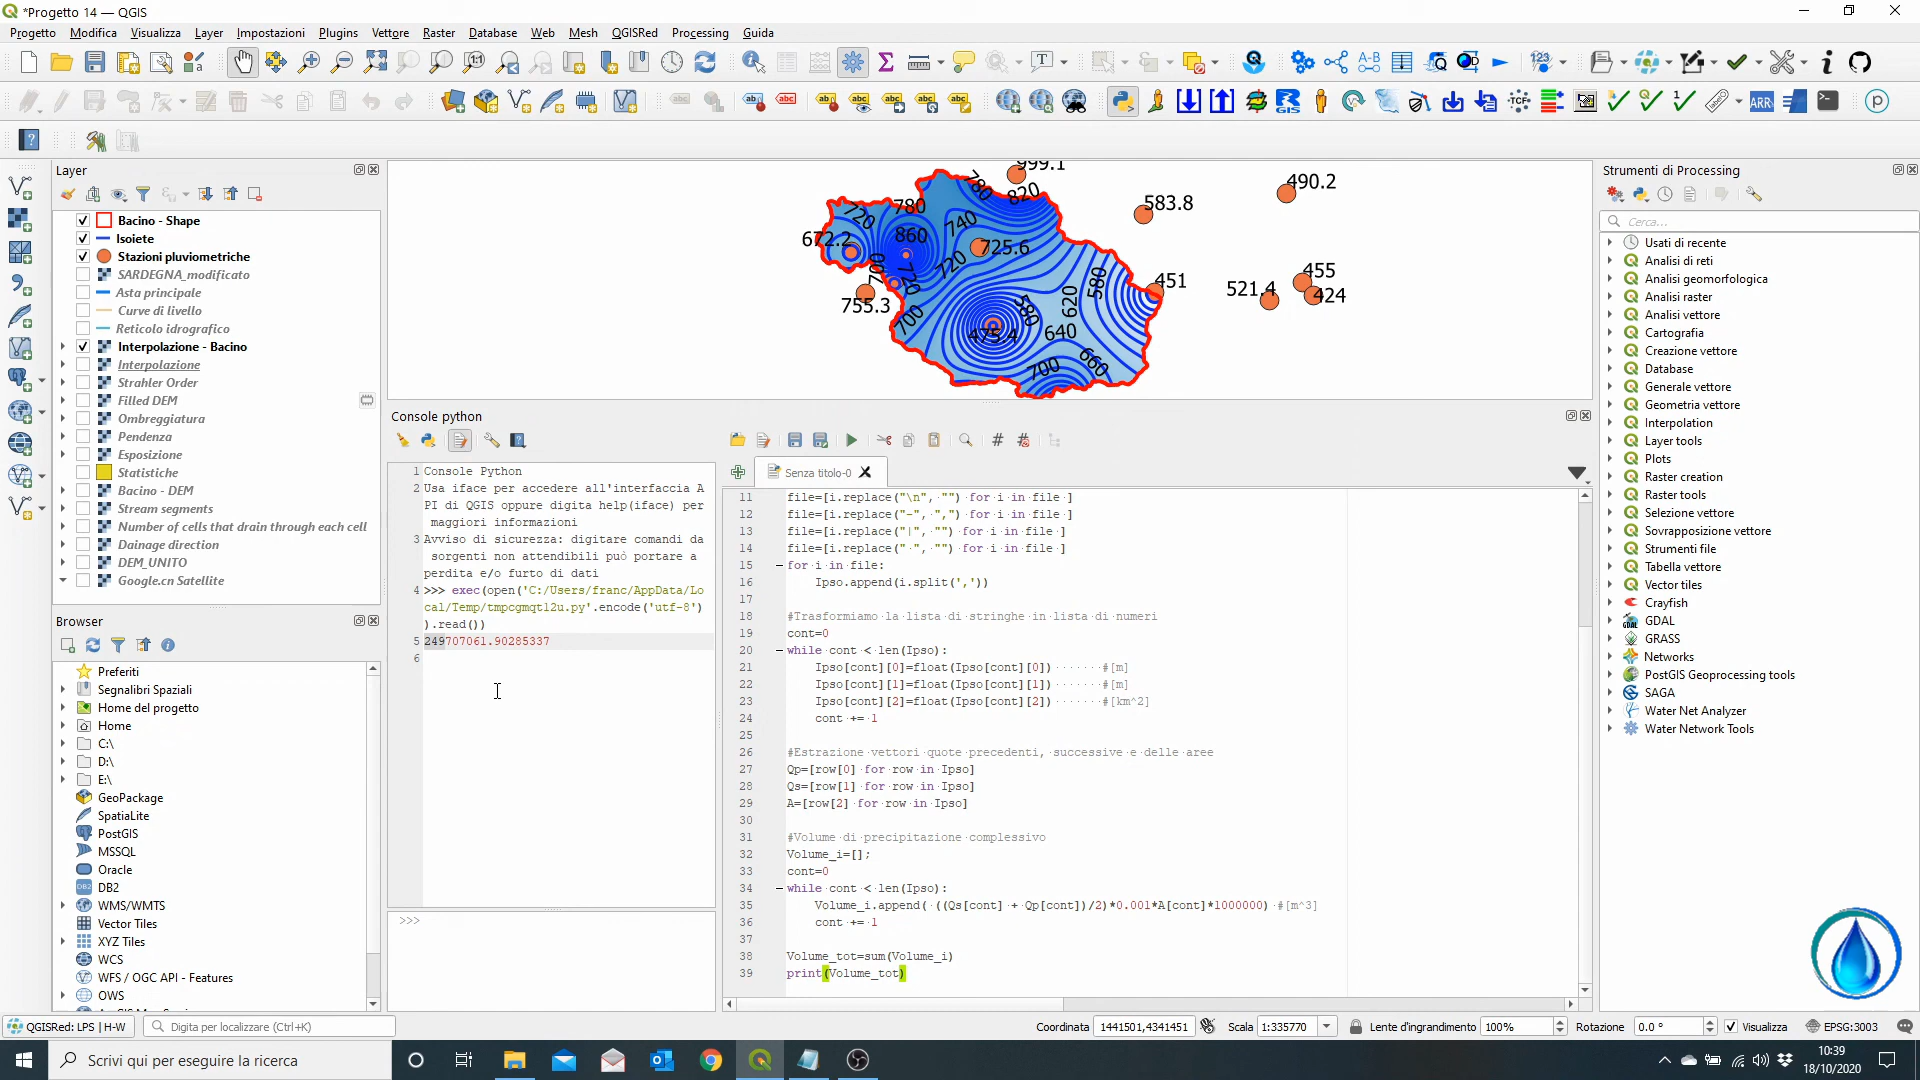 *Progetto 14 — QGIS
Progetto Modifica Visualizza Layer Impostazioni Plugins Vettore Raster Database Web Mesh QGISRed Processing Guida
Layer
Bacino - Shape
Isoiete
Stazioni pluviometriche
SARDEGNA_modificato
Asta principale
Curve di livello
Reticolo idrografico
Interpolazione - Bacino
Interpolazione
Strahler Order
Filled DEM
Ombreggiatura
Pendenza
Esposizione
Statistiche
Bacino - DEM
Stream segments
Number of cells that drain through each cell
Dainage direction
DEM_UNITO
Google.cn Satellite
Browser
Preferiti
Segnalibri Spaziali
Home del progetto
Home
C:\
D:\
E:\
GeoPackage
SpatiaLite
PostGIS
MSSQL
Oracle
DB2
WMS/WMTS
Vector Tiles
XYZ Tiles
WCS
WFS / OGC API - Features
OWS
999.1
490.2
583.8
780
820
780
720
740
672.2
860
725.6
720
700
720
580
451
455
521.4
424
755.3
700
580
620
475.4
640
660
700
Console python
1 Console Python
2 Usa iface per accedere all'interfaccia A
PI di QGIS oppure digita help(iface) per
maggiori informazioni
3 Avviso di sicurezza: digitare comandi da
sorgenti non attendibili può portare a
perdita e/o furto di dati
4 >>> exec(open('C:/Users/franc/AppData/Lo
cal/Temp/tmpcgmqtl2u.py'.encode('utf-8')
).read())
5 249707061.90285337
6
>>>
Senza titolo-0
11 file=[i.replace("\n", "") for i in file ]
12 file=[i.replace("-", ",") for i in file ]
13 file=[i.replace("|", "") for i in file ]
14 file=[i.replace(" ", "") for i in file ]
15 for i in file:
16 Ipso.append(i.split(','))
17
18 #Trasformiamo la lista di stringhe in lista di numeri
19 cont=0
20 while cont < len(Ipso):
21 Ipso[cont][0]=float(Ipso[cont][0]) #[m]
22 Ipso[cont][1]=float(Ipso[cont][1]) #[m]
23 Ipso[cont][2]=float(Ipso[cont][2]) #[km^2]
24 cont += 1
25
26 #Estrazione vettori quote precedenti, successive e delle aree
27 Qp=[row[0] for row in Ipso]
28 Qs=[row[1] for row in Ipso]
29 A=[row[2] for row in Ipso]
30
31 #Volume di precipitazione complessivo
32 Volume_i=[];
33 cont=0
34 while cont < len(Ipso):
35 Volume_i.append( ((Qs[cont] + Qp[cont])/2)*0.001*A[cont]*1000000) #[m^3]
36 cont += 1
37
38 Volume_tot=sum(Volume_i)
39 print(Volume_tot)
Strumenti di Processing
Cerca...
Usati di recente
Analisi di reti
Analisi geomorfologica
Analisi raster
Analisi vettore
Cartografia
Creazione vettore
Database
Generale vettore
Geometria vettore
Interpolation
Layer tools
Plots
Raster creation
Raster tools
Selezione vettore
Sovrapposizione vettore
Strumenti file
Tabella vettore
Vector tiles
Crayfish
GDAL
GRASS
Networks
PostGIS Geoprocessing tools
SAGA
Water Net Analyzer
Water Network Tools
QGISRed: LPS | H-W Digita per localizzare (Ctrl+K) Coordinata 1441501,4341451 Scala 1:335770 Lente d'ingrandimento 100% Rotazione 0.0 ° Visualizza EPSG:3003
Scrivi qui per eseguire la ricerca
10:39
18/10/2020